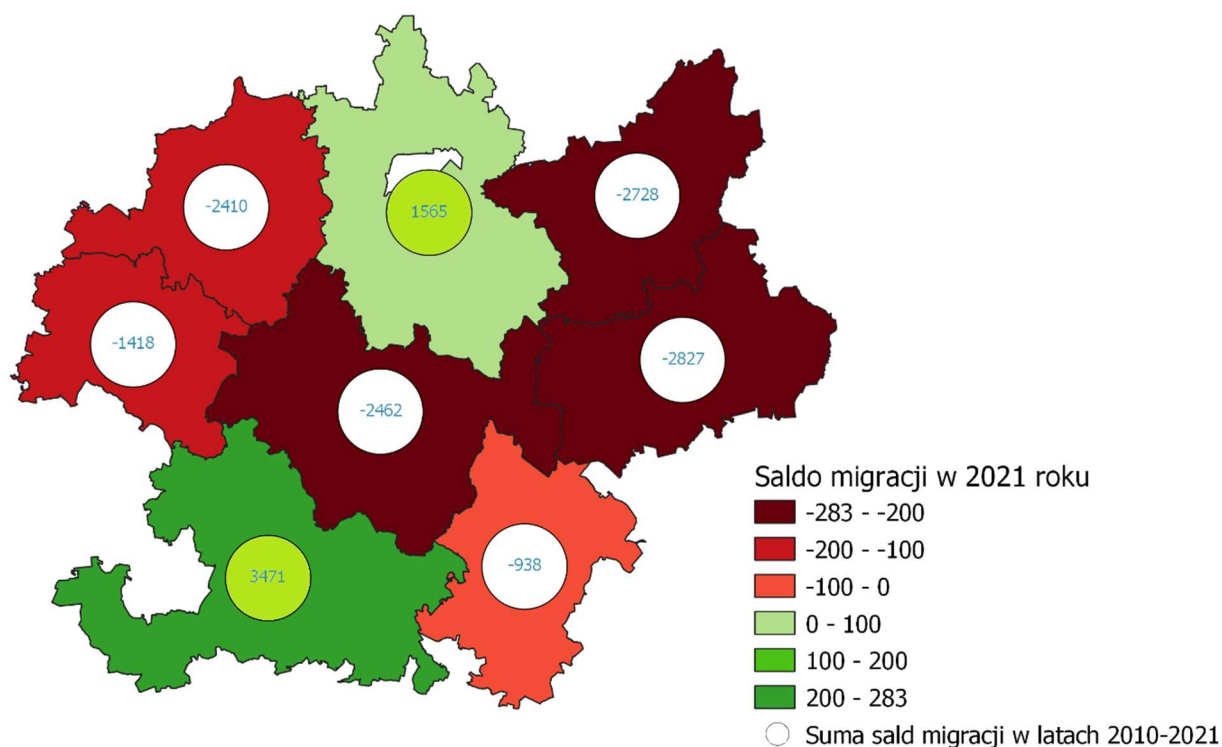 -2410
1565
-2728
-1418
-2462
-2827
3471
-938
Saldo migracji w 2021 roku
-283 - -200
-200 - -100
-100 - 0
0 - 100
100 - 200
200 - 283
Suma sald migracji w latach 2010-2021